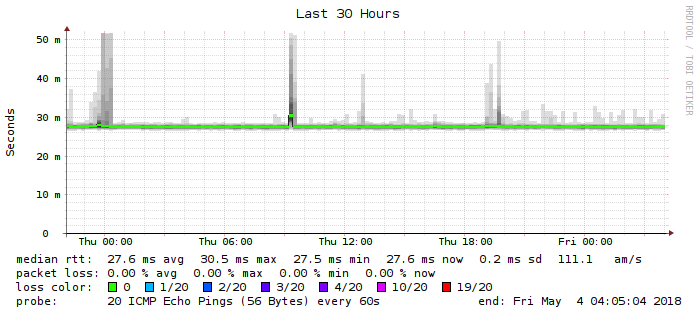 Last 30 Hours
RRDTOOL / TOBI OETIKER
Seconds
50 m
40 m
30 m
20 m
10 m
0
Thu 00:00 Thu 06:00 Thu 12:00 Thu 18:00 Fri 00:00
median rtt: 27.6 ms avg 30.5 ms max 27.5 ms min 27.6 ms now 0.2 ms sd 111.1 am/s
packet loss: 0.00 % avg 0.00 % max 0.00 % min 0.00 % now
loss color: 0 1/20 2/20 3/20 4/20 10/20 19/20
probe: 20 ICMP Echo Pings (56 Bytes) every 60s end: Fri May 4 04:05:04 2018